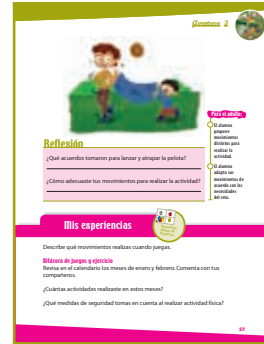 Aventura 3
Para el adulto:
El alumno
propone
movimientos
distintos para
realizar la
actividad.
El alumno
adapta sus
movimientos de
acuerdo con las
necesidades
del reto.
Reflexión
¿Qué acuerdos tomaron para lanzar y atrapar la pelota?
¿Cómo adecuaste tus movimientos para realizar la actividad?
Mis experiencias
Describe qué movimientos realizas cuando juegas.
Bitácora de juegos y ejercicio
Revisa en el calendario los meses de enero y febrero. Comenta con tus
compañeros.
¿Cuántas actividades realizaste en estos meses?
¿Qué medidas de seguridad tomas en cuenta al realizar actividad física?
57